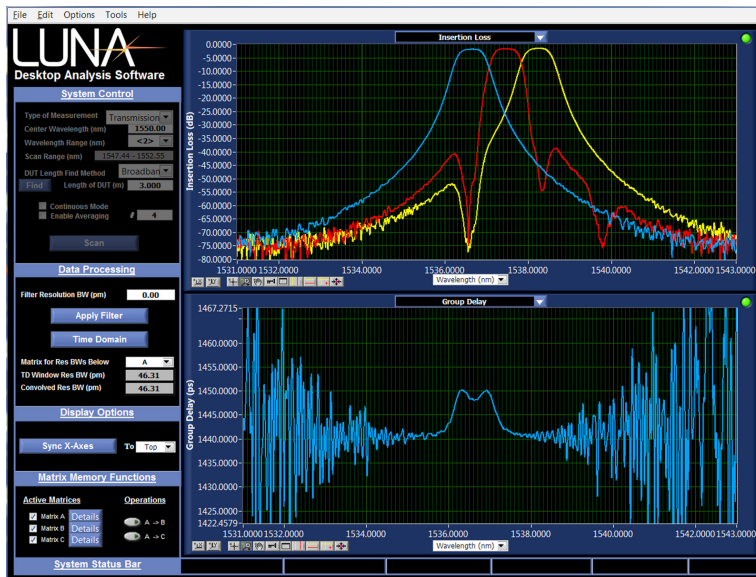 File Edit Options Tools Help
LUNA
Desktop Analysis Software
System Control
Type of Measurement Transmission
Center Wavelength (nm) 1550.00
Wavelength Range (nm) <2>
Scan Range (nm) 1547.44 - 1552.55
DUT Length Find Method Broadban
Find Length of DUT (m) 3.000
Continuous Mode
Enable Averaging # 4
Scan
Data Processing
Filter Resolution BW (pm) 0.00
Apply Filter
Time Domain
Matrix for Res BWs Below A
TD Window Res BW (pm) 46.31
Convolved Res BW (pm) 46.31
Display Options
Sync X-Axes To Top
Matrix Memory Functions
Active Matrices Operations
Matrix A Details
A -> B
Matrix B Details
Matrix C Details
A -> C
System Status Bar
Insertion Loss
Insertion Loss (dB)
0.0000
-5.0000
-10.0000
-15.0000
-20.0000
-25.0000
-30.0000
-35.0000
-40.0000
-45.0000
-50.0000
-55.0000
-60.0000
-65.0000
-70.0000
-75.0000
-80.0000
1531.0000 1532.0000 1534.0000 1536.0000 1538.0000 1540.0000 1542.0000 1543.0000
Wavelength (nm)
Group Delay
Group Delay (ps)
1467.2715
1460.0000
1455.0000
1450.0000
1445.0000
1440.0000
1435.0000
1430.0000
1425.0000
1422.4579
1531.0000 1532.0000 1534.0000 1536.0000 1538.0000 1540.0000 1542.0000 1543.0000
Wavelength (nm)